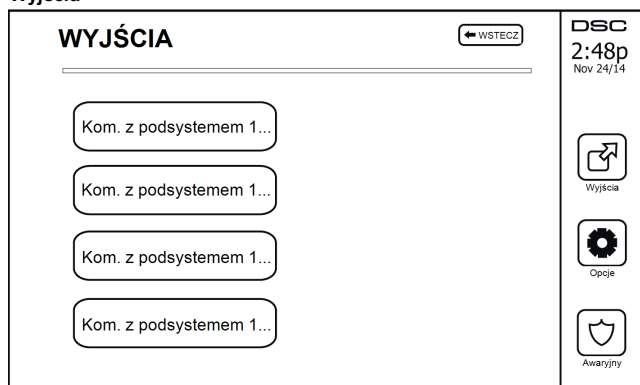 WYJŚCIA
WSTECZ
Kom. z podsystemem 1...
Kom. z podsystemem 1...
Kom. z podsystemem 1...
Kom. z podsystemem 1...
DSC
2:48p
Nov 24/14
Wyjścia
Opcje
Awaryjny